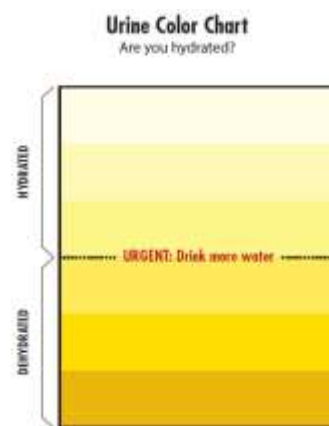 Urine Color Chart
Are you hydrated?
HYDRATED
URGENT: Drink more water
DEHYDRATED